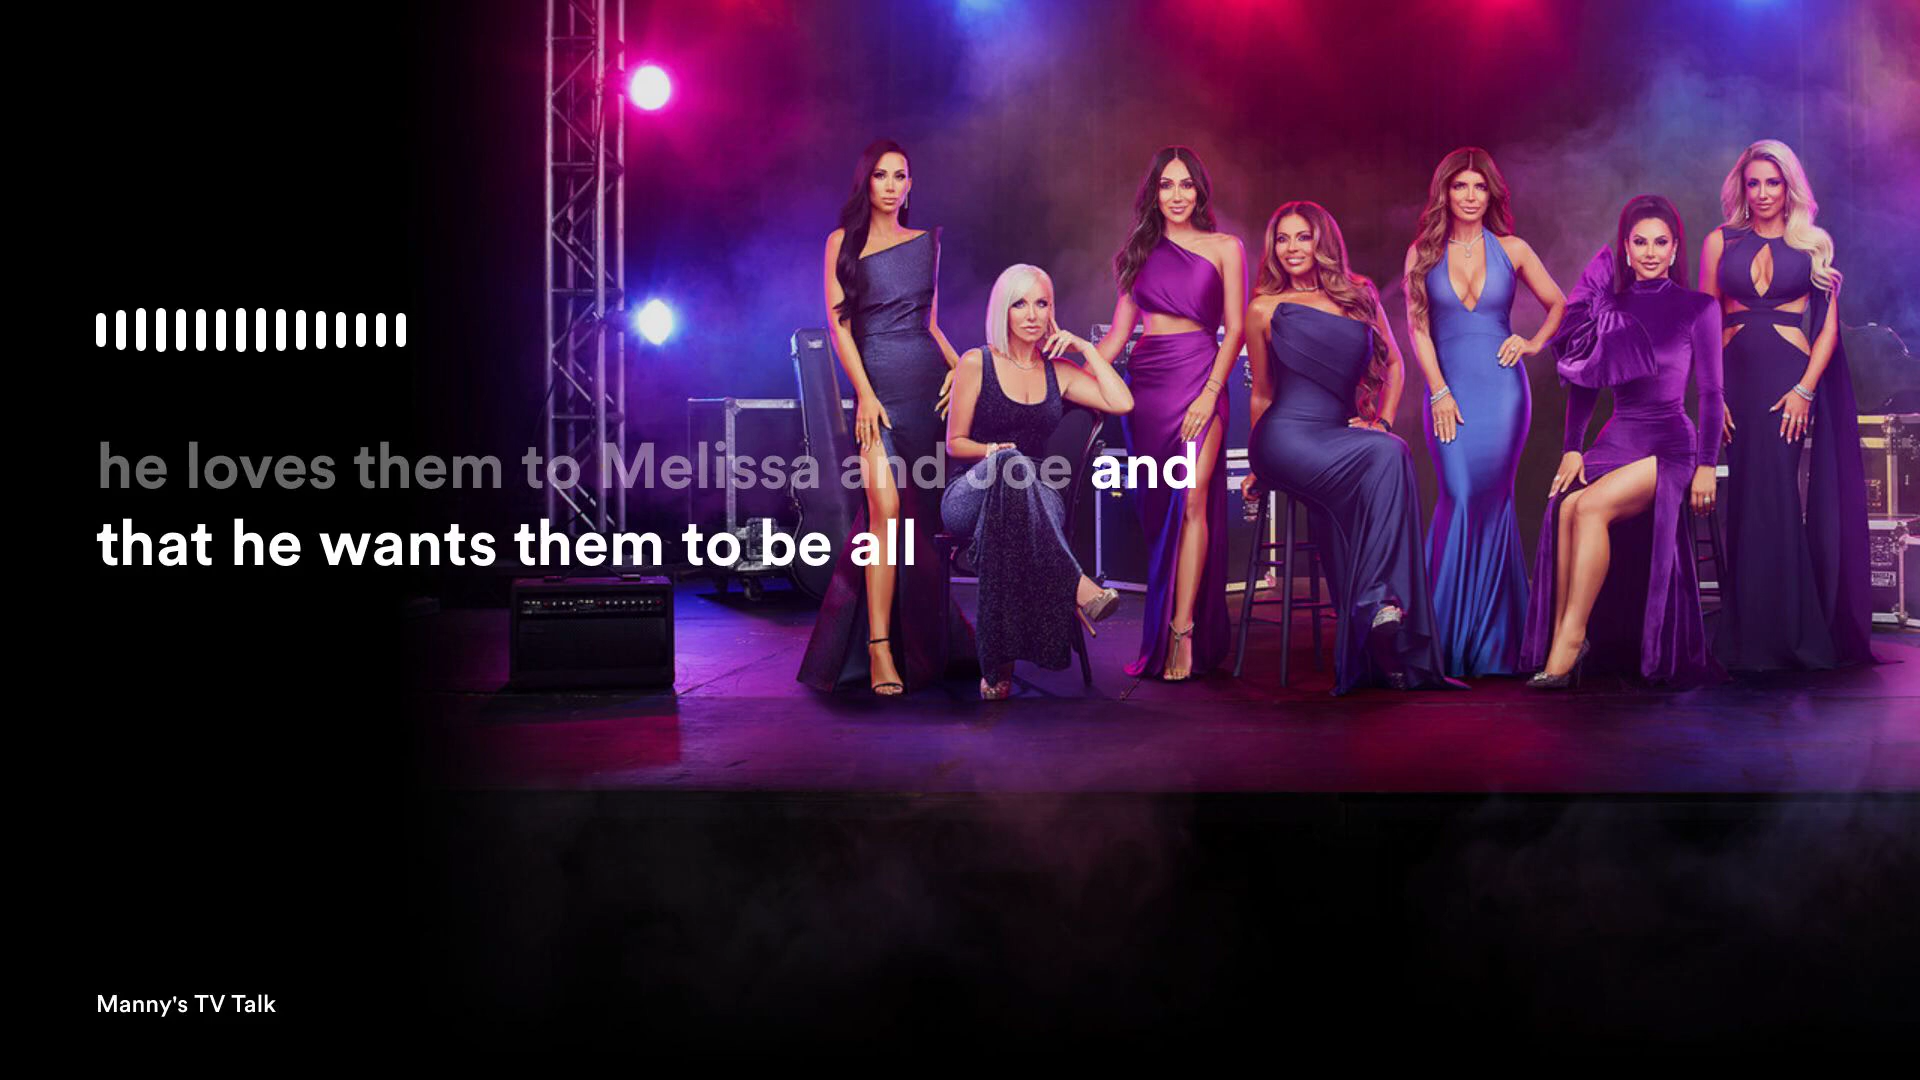 he loves them to Melissa and Joe and
that he wants them to be all
Manny's TV Talk